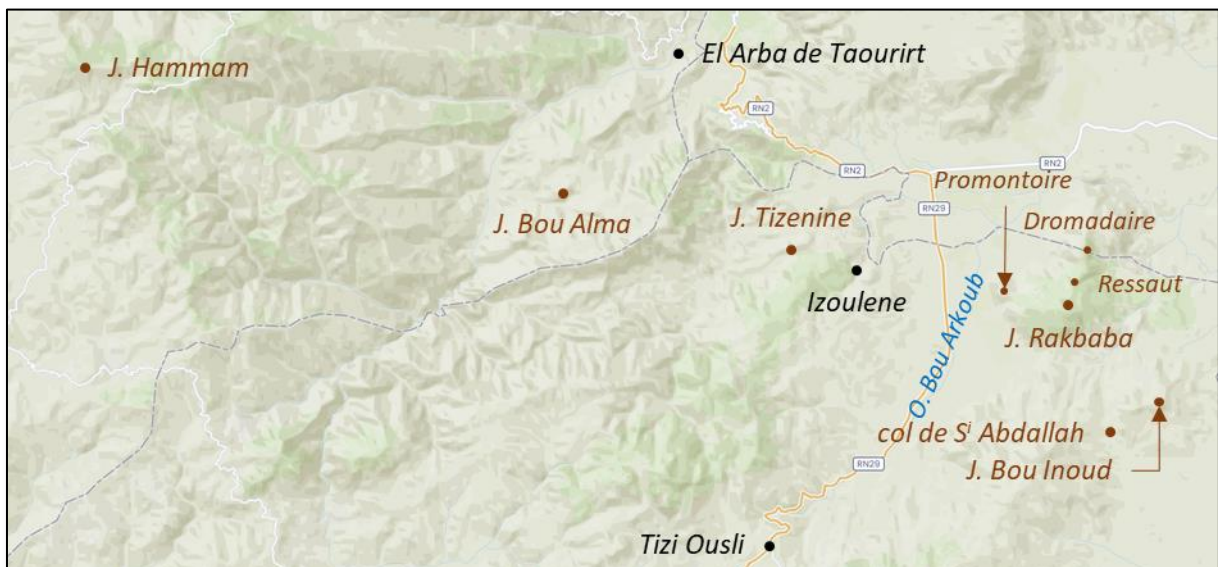 El Arba de Taourirt
J. Hammam
RN2
RN2
RN2
Promontoire
RN29
J. Bou Alma
J. Tizenine
Dromadaire
Izoulene
Ressaut
J. Rakbaba
O. Bou Arkoub
col de Sⁱ Abdallah
RN29
J. Bou Inoud
Tizi Ousli